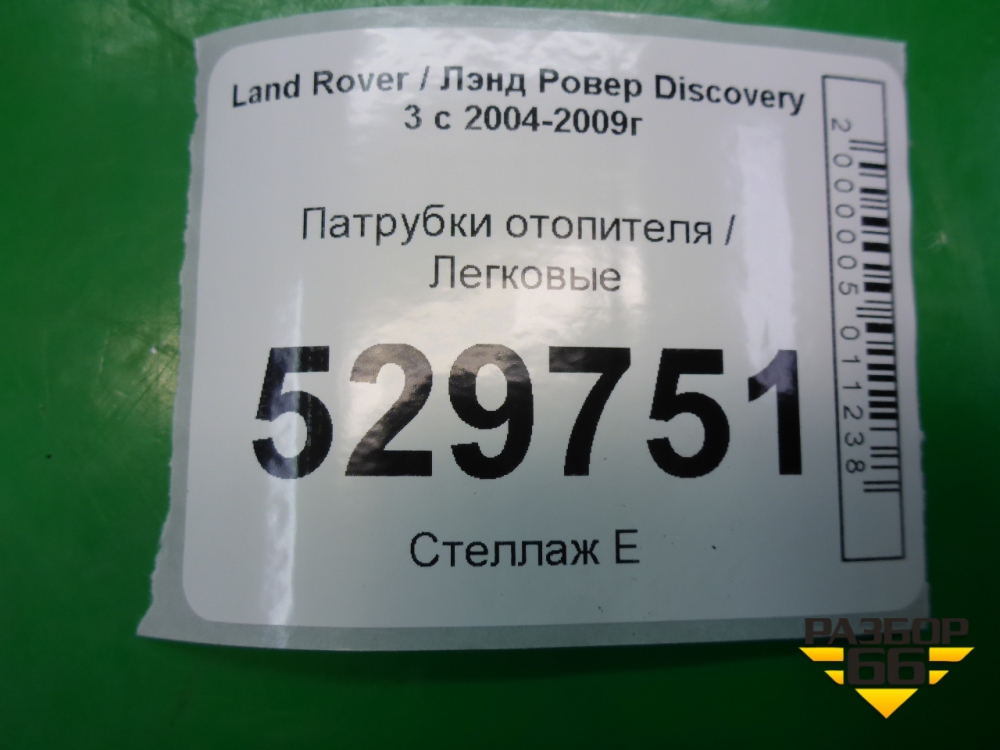 Land Rover / Лэнд Ровер Discovery
3 с 2004-2009г
Патрубки отопителя /
Легковые
529751
Стеллаж Е
2000005011238
РАЗБОР
66